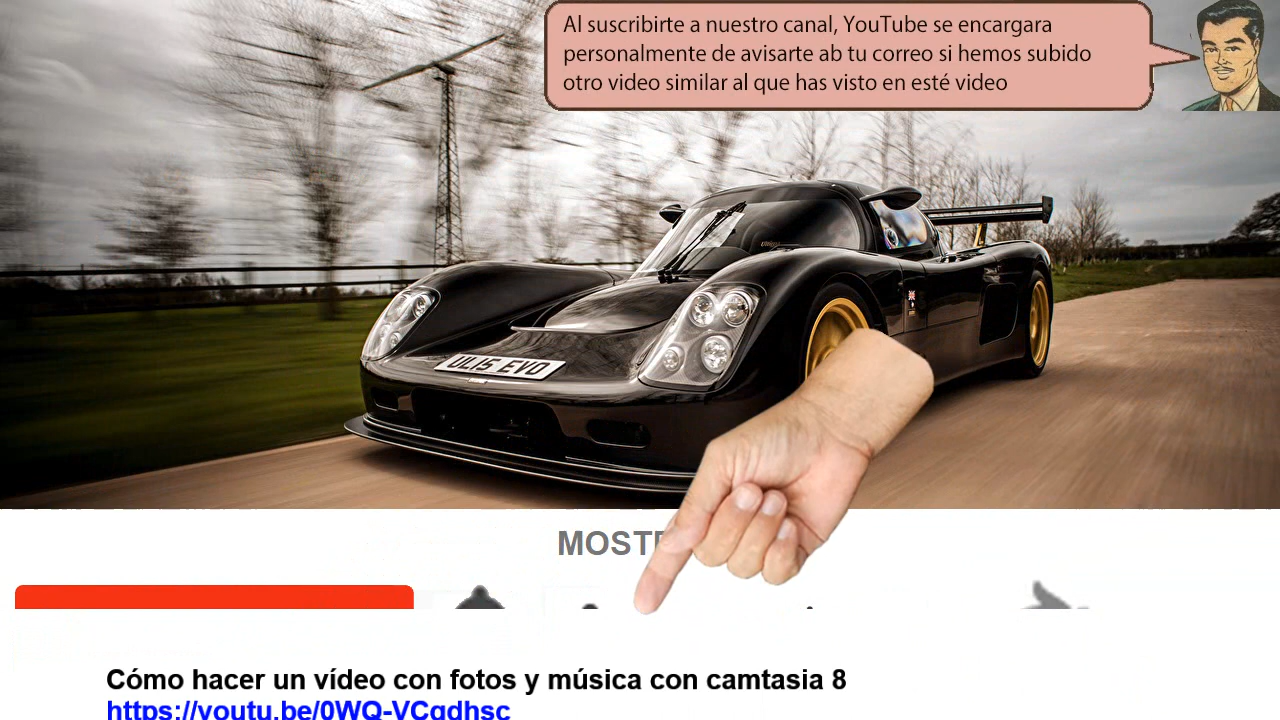 Al suscribirte a nuestro canal, YouTube se encargara
personalmente de avisarte ab tu correo si hemos subido
otro video similar al que has visto en esté video
UL15 EVO
Cómo hacer un vídeo con fotos y música con camtasia 8
https://youtu.be/0WQ-VCgdhsc